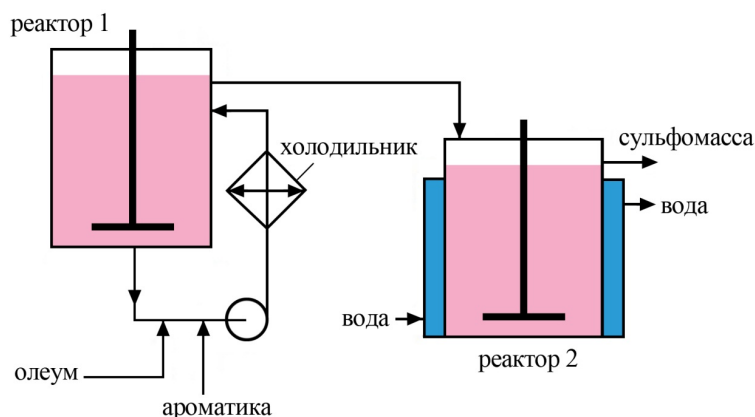 реактор 1
холодильник
сульфомасса
вода
вода
реактор 2
олеум
ароматика